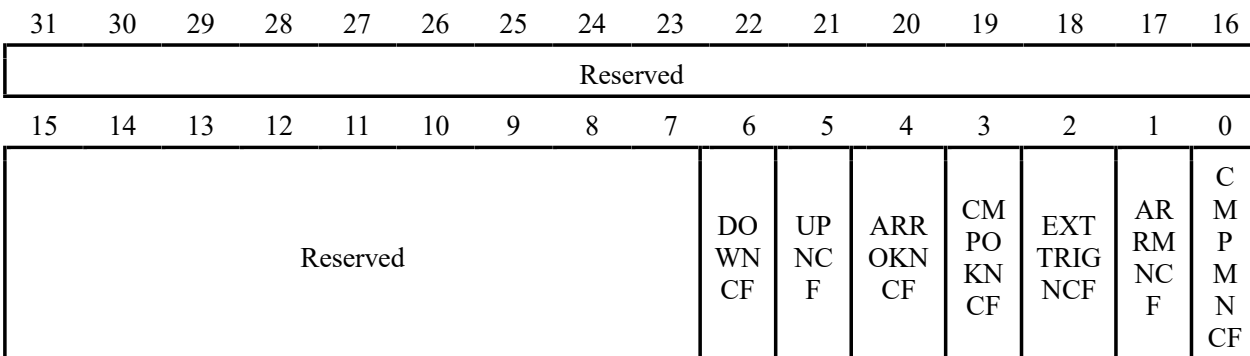 31 30 29 28 27 26 25 24 23 22 21 20 19 18 17 16
Reserved
15 14 13 12 11 10 9 8 7 6 5 4 3 2 1 0
Reserved
DO
WN
CF
UP
NC
F
ARR
OKN
CF
CM
PO
KN
CF
EXT
TRIG
NCF
AR
RM
NC
F
C
M
P
M
N
CF